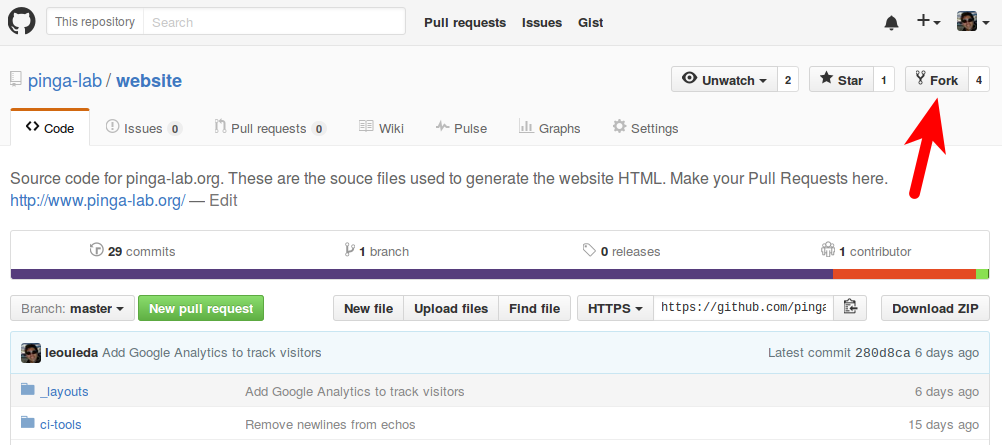 This repository Search Pull requests Issues Gist
pinga-lab / website Unwatch 2 Star 1 Fork 4
Code Issues 0 Pull requests 0 Wiki Pulse Graphs Settings
Source code for pinga-lab.org. These are the souce files used to generate the website HTML. Make your Pull Requests here.
http://www.pinga-lab.org/ — Edit
29 commits 1 branch 0 releases 1 contributor
Branch: master New pull request New file Upload files Find file HTTPS https://github.com/pinga Download ZIP
leouieda Add Google Analytics to track visitors Latest commit 280d8ca 6 days ago
_layouts Add Google Analytics to track visitors 6 days ago
ci-tools Remove newlines from echos 15 days ago